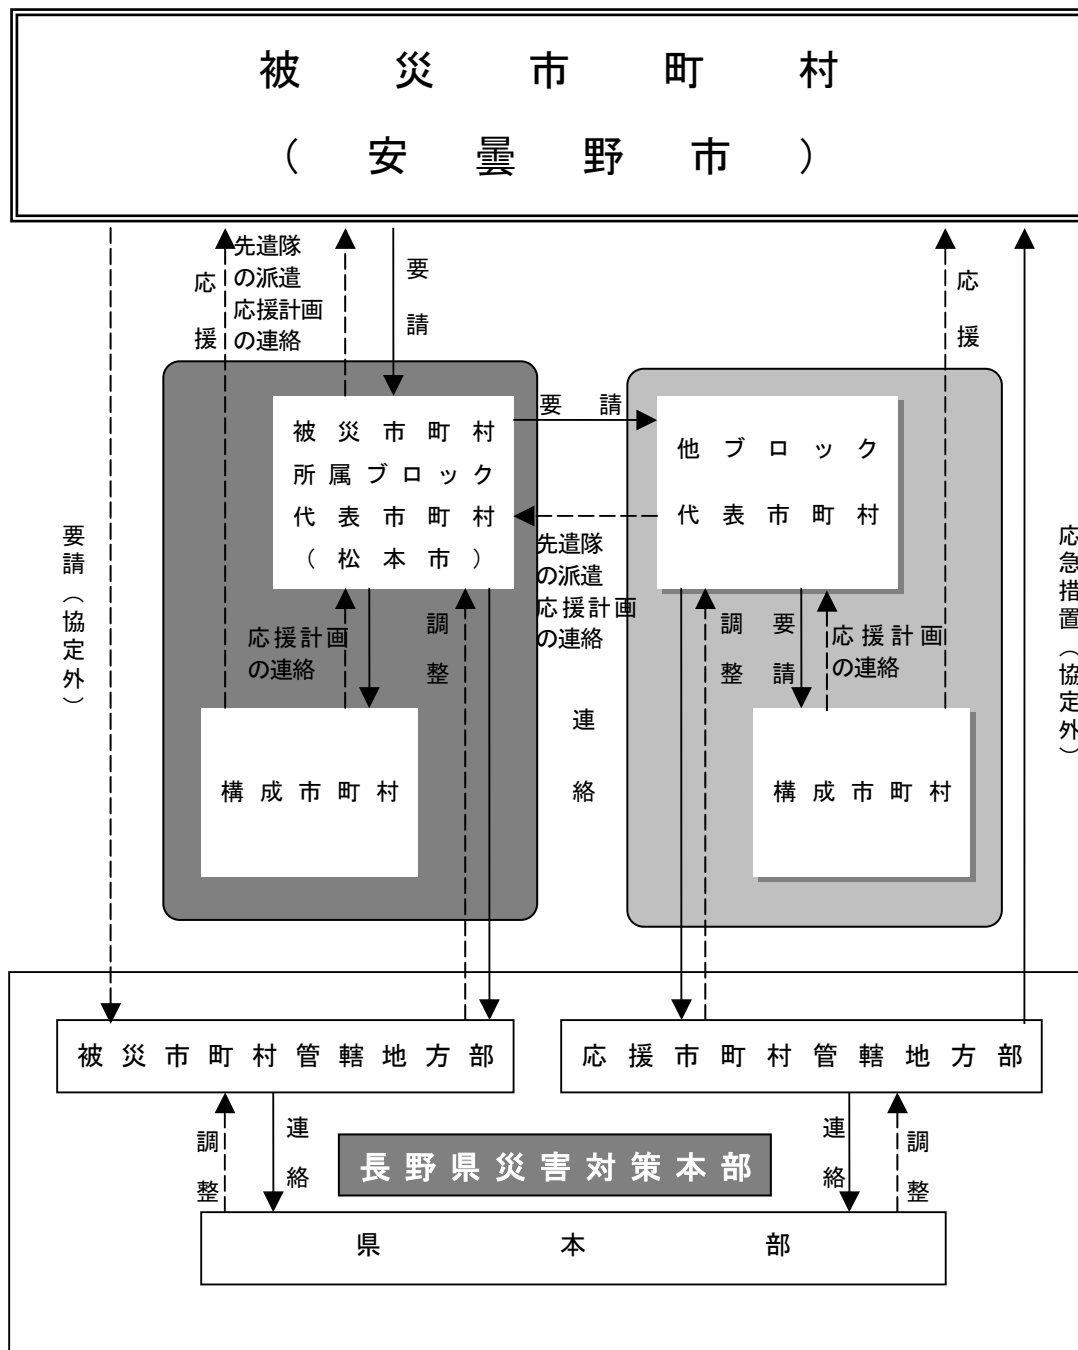 被災市町村
（安曇野市）
応援
先遣隊
の派遣
応援計画
の連絡
要請
応援
被災市町村
所属ブロック
代表市町村
（松本市）
要請
他ブロック
代表市町村
先遣隊
の派遣
応援計画
の連絡
要請（協定外）
応急措置（協定外）
応援計画
の連絡
調整
調整
要請
応援計画
の連絡
連絡
構成市町村
構成市町村
被災市町村管轄地方部
応援市町村管轄地方部
調整
連絡
長野県災害対策本部
連絡
調整
県本部